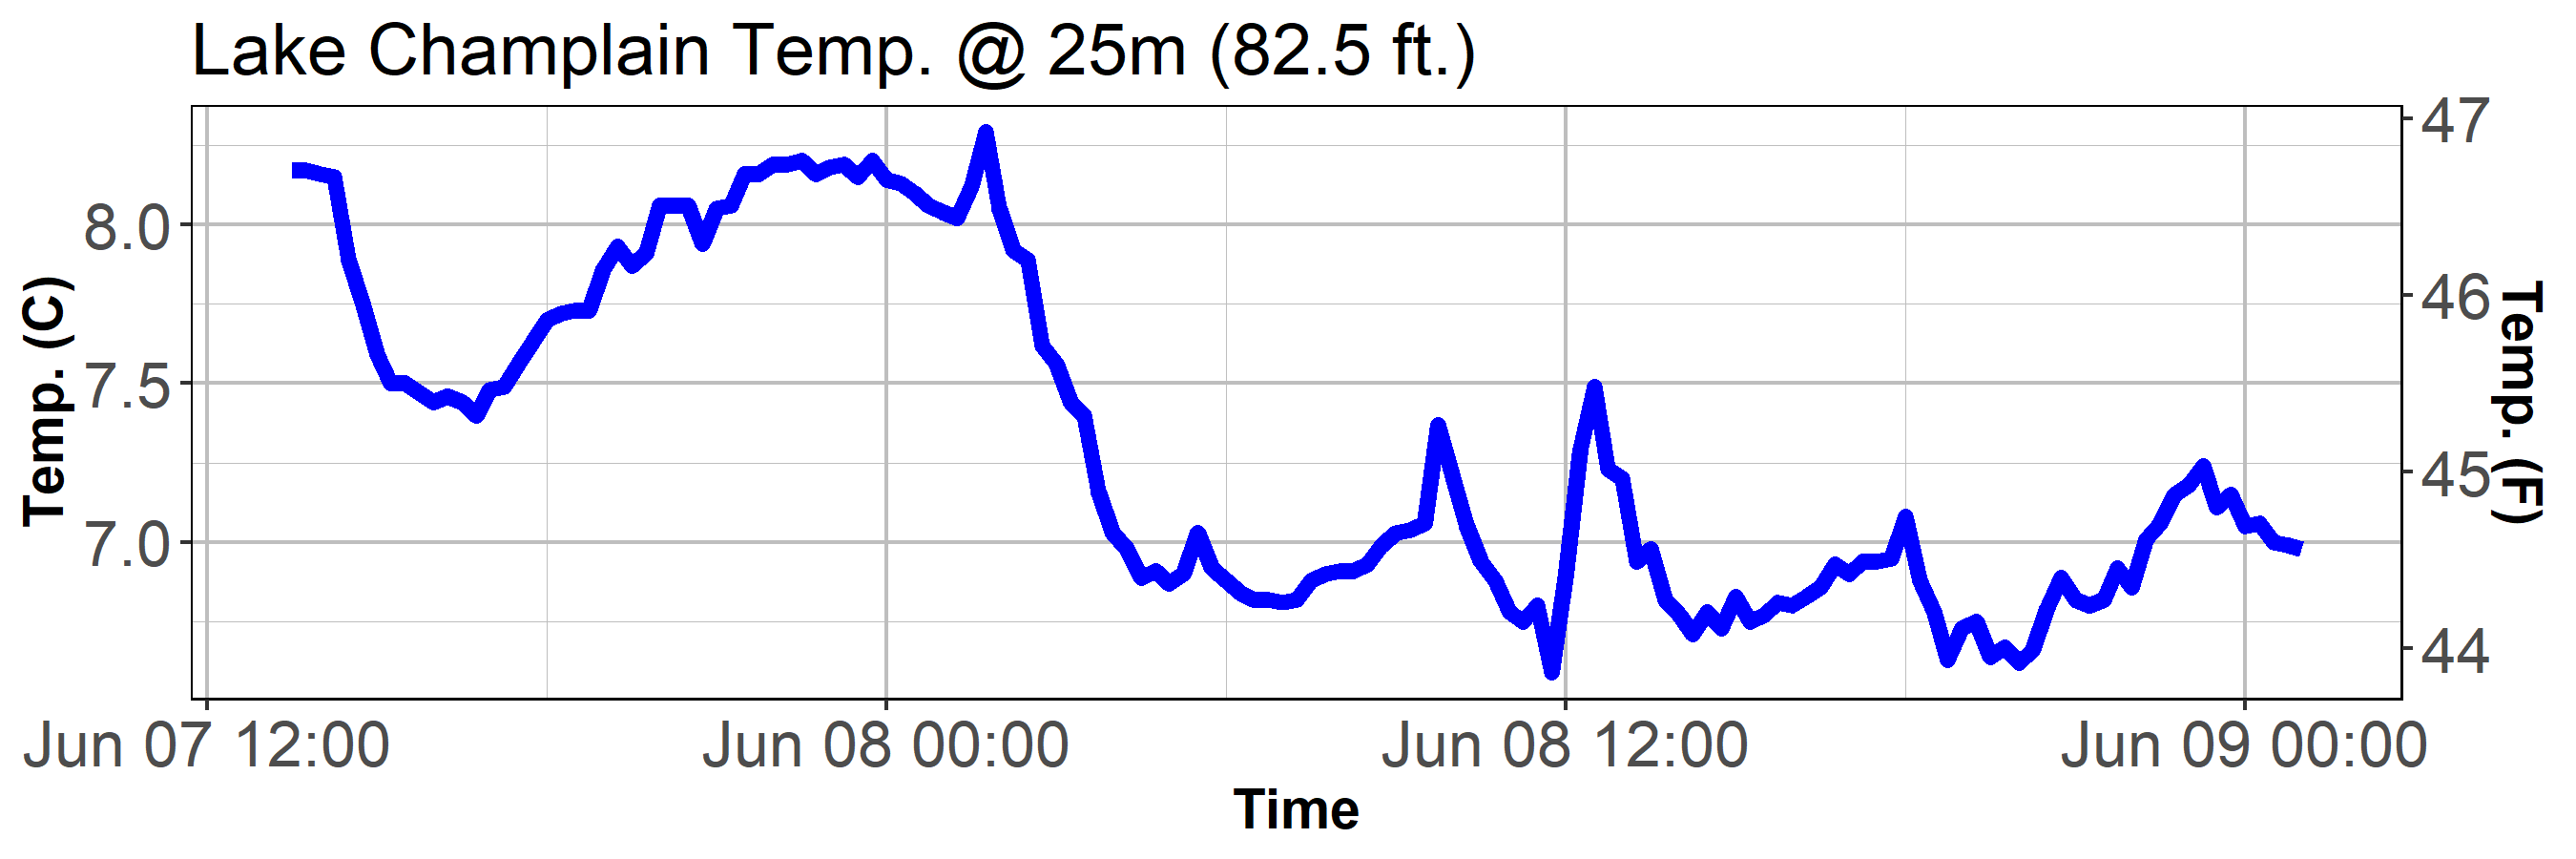 Lake Champlain Temp. @ 25m (82.5 ft.)
Temp. (C)
8.0
7.5
7.0
47
46
45
44
Temp. (F)
Jun 07 12:00 Jun 08 00:00 Jun 08 12:00 Jun 09 00:00
Time